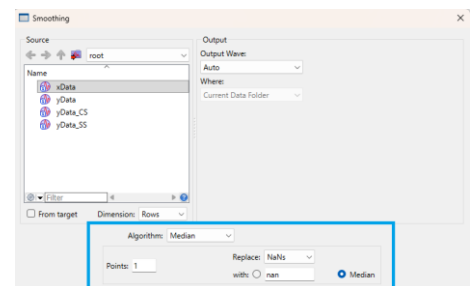 Smoothing
Source
root
Name
xData
yData
yData_CS
yData_SS
Filter
From target Dimension: Rows
Output
Output Wave:
Auto
Where:
Current Data Folder
Algorithm: Median
Points: 1
Replace: NaNs
with: nan Median